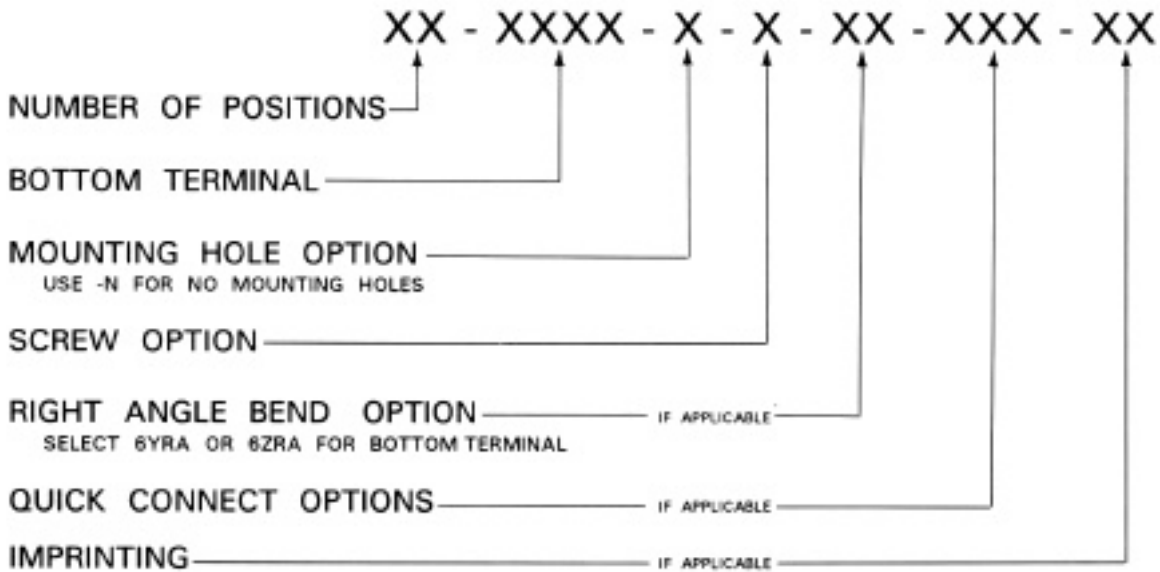 XX - XXXX - X - X - XX - XXX - XX
NUMBER OF POSITIONS
BOTTOM TERMINAL
MOUNTING HOLE OPTION
USE -N FOR NO MOUNTING HOLES
SCREW OPTION
RIGHT ANGLE BEND OPTION IF APPLICABLE
SELECT 6YRA OR 6ZRA FOR BOTTOM TERMINAL
QUICK CONNECT OPTIONS IF APPLICABLE
IMPRINTING IF APPLICABLE